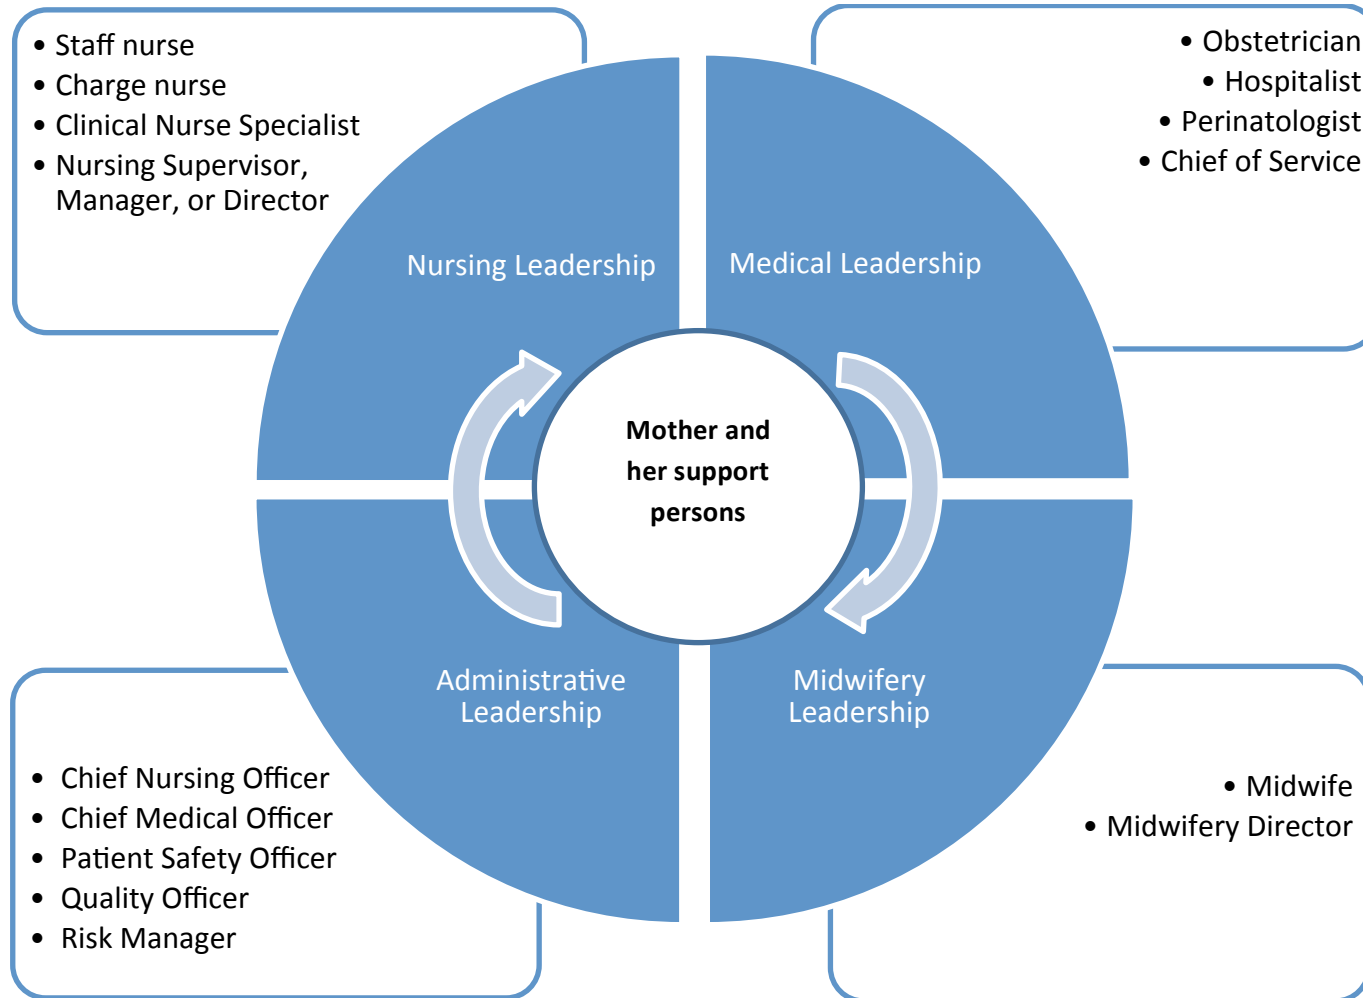 • Staff nurse
• Charge nurse
• Clinical Nurse Specialist
• Nursing Supervisor,
Manager, or Director
• Obstetrician
• Hospitalist
• Perinatologist
• Chief of Service
Nursing Leadership
Medical Leadership
Mother and
her support
persons
Administrative
Leadership
Midwifery
Leadership
• Chief Nursing Officer
• Chief Medical Officer
• Patient Safety Officer
• Quality Officer
• Risk Manager
• Midwife
• Midwifery Director